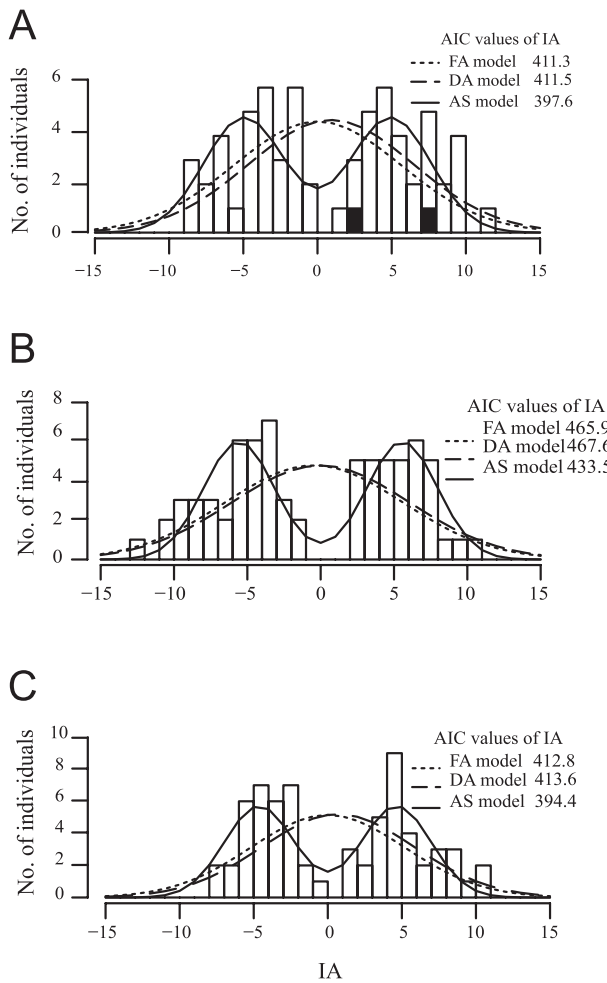 A
AIC values of IA
FA model 411.3
DA model 411.5
AS model 397.6
No. of individuals
6
4
2
0
−15 −10 −5 0 5 10 15
B
AIC values of IA
FA model 465.9
DA model 467.6
AS model 433.5
No. of individuals
8
6
4
2
0
−15 −10 −5 0 5 10 15
C
AIC values of IA
FA model 412.8
DA model 413.6
AS model 394.4
No. of individuals
10
8
6
4
2
0
−15 −10 −5 0 5 10 15
IA